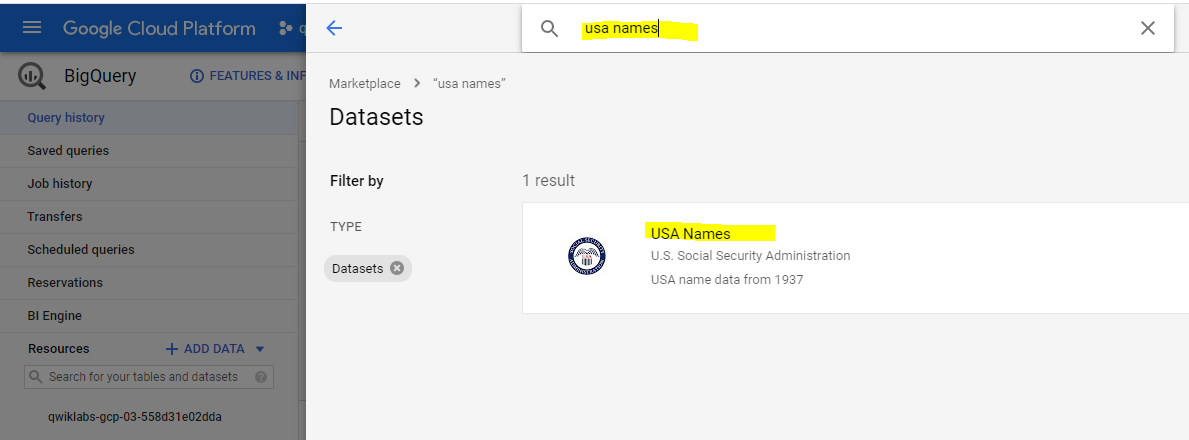 Google Cloud Platform
q
usa names
BigQuery
FEATURES & INF
Query history
Saved queries
Job history
Transfers
Scheduled queries
Reservations
BI Engine
Resources
ADD DATA
Search for your tables and datasets
qwiklabs-gcp-03-558d31e02dda
Marketplace
“usa names”
Datasets
Filter by
TYPE
Datasets
1 result
USA Names
U.S. Social Security Administration
USA name data from 1937